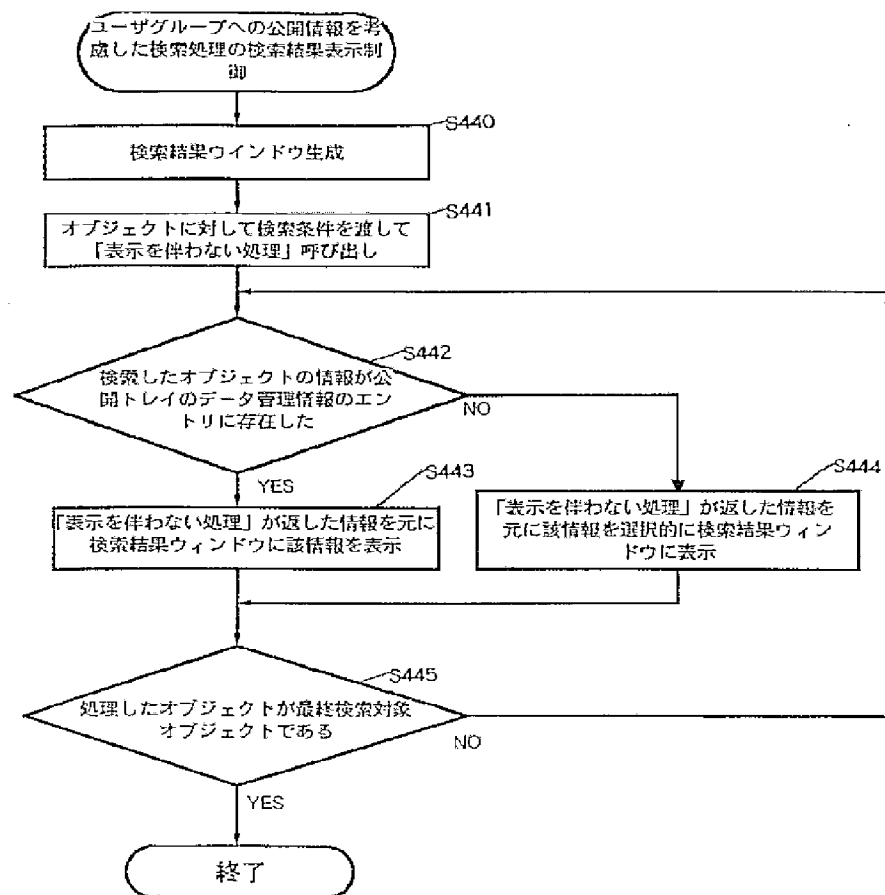 ユーザグループへの公開情報を考
慮した検索処理の検索結果表示制
御
S440
検索結果ウインドウ生成
S441
オブジェクトに対して検索条件を渡して
「表示を伴わない処理」呼び出し
S442
検索したオブジェクトの情報が公
開トレイのデータ管理情報のエン
トリに存在した
NO
YES
S443
「表示を伴わない処理」が返した情報を元に
検索結果ウィンドウに該情報を表示
S444
「表示を伴わない処理」が返した情報を
元に該情報を選択的に検索結果ウィン
ドウに表示
S445
処理したオブジェクトが最終検索対象
オブジェクトである
NO
YES
終了